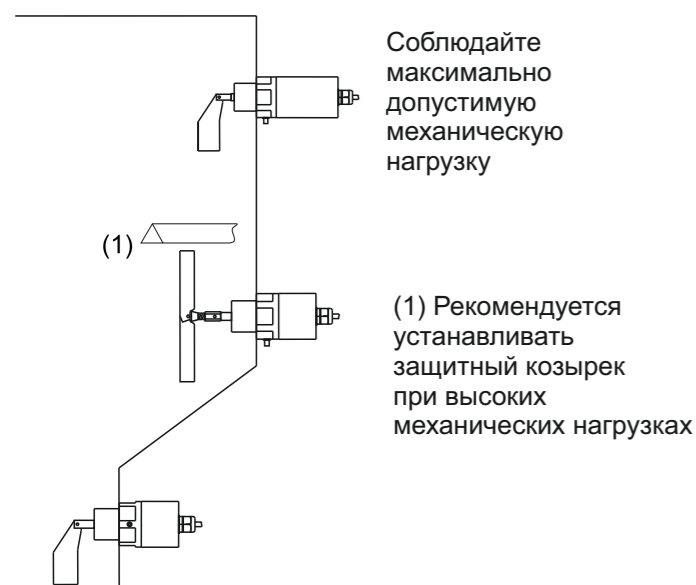 Соблюдайте
максимально
допустимую
механическую
нагрузку
(1)
(1) Рекомендуется
устанавливать
защитный козырек
при высоких
механических нагрузках